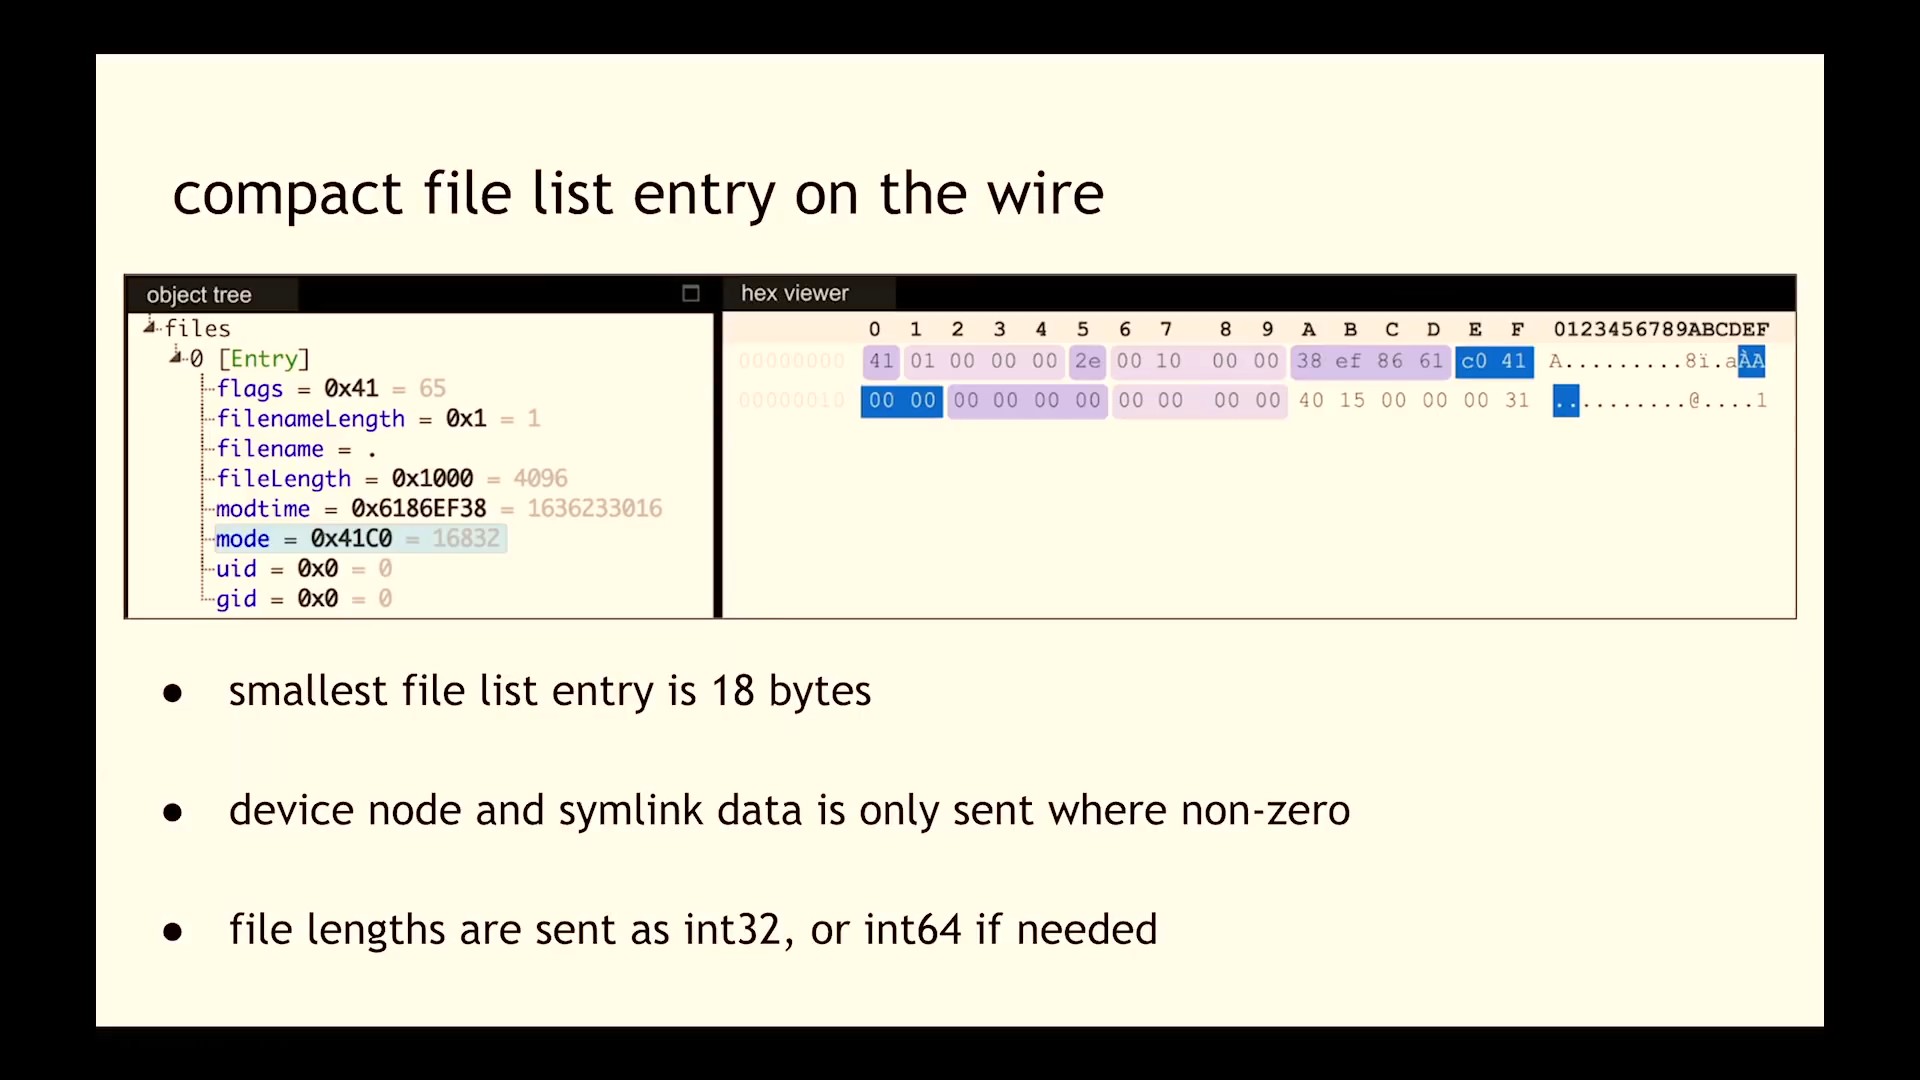 compact file list entry on the wire
object tree
files
0 [Entry]
flags = 0x41 = 65
filenameLength = 0x1 = 1
filename = .
fileLength = 0x1000 = 4096
modtime = 0x6186EF38 = 1636233016
mode = 0x41C0 = 16832
uid = 0x0 = 0
gid = 0x0 = 0
hex viewer
0 1 2 3 4 5 6 7 8 9 A B C D E F 0123456789ABCDEF
00000000 41 01 00 00 00 2e 00 10 00 00 38 ef 86 61 c0 41 A.........8ï.aÀA
00000010 00 00 00 00 00 00 00 00 00 00 40 15 00 00 00 31 ..........@....1
● smallest file list entry is 18 bytes
● device node and symlink data is only sent where non-zero
● file lengths are sent as int32, or int64 if needed